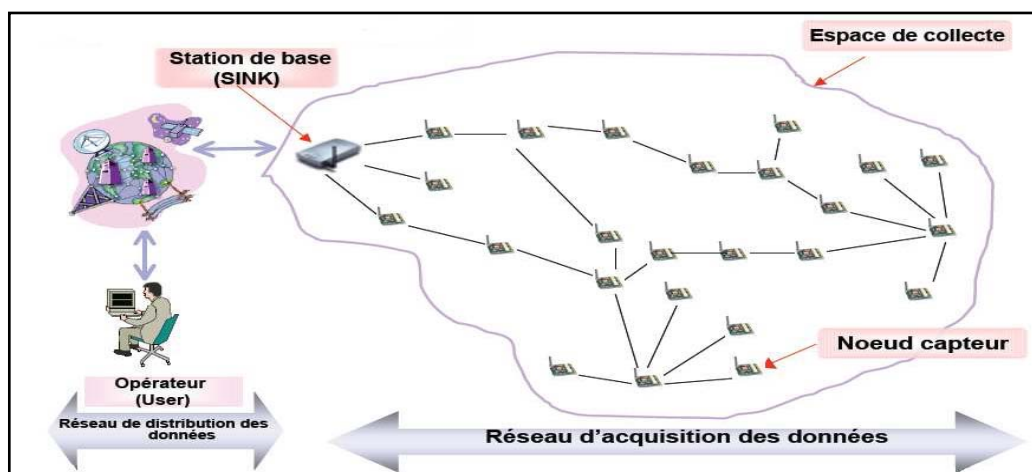 Espace de collecte
Station de base
(SINK)
Noeud capteur
Opérateur
(User)
Réseau de distribution des
données
Réseau d’acquisition des données